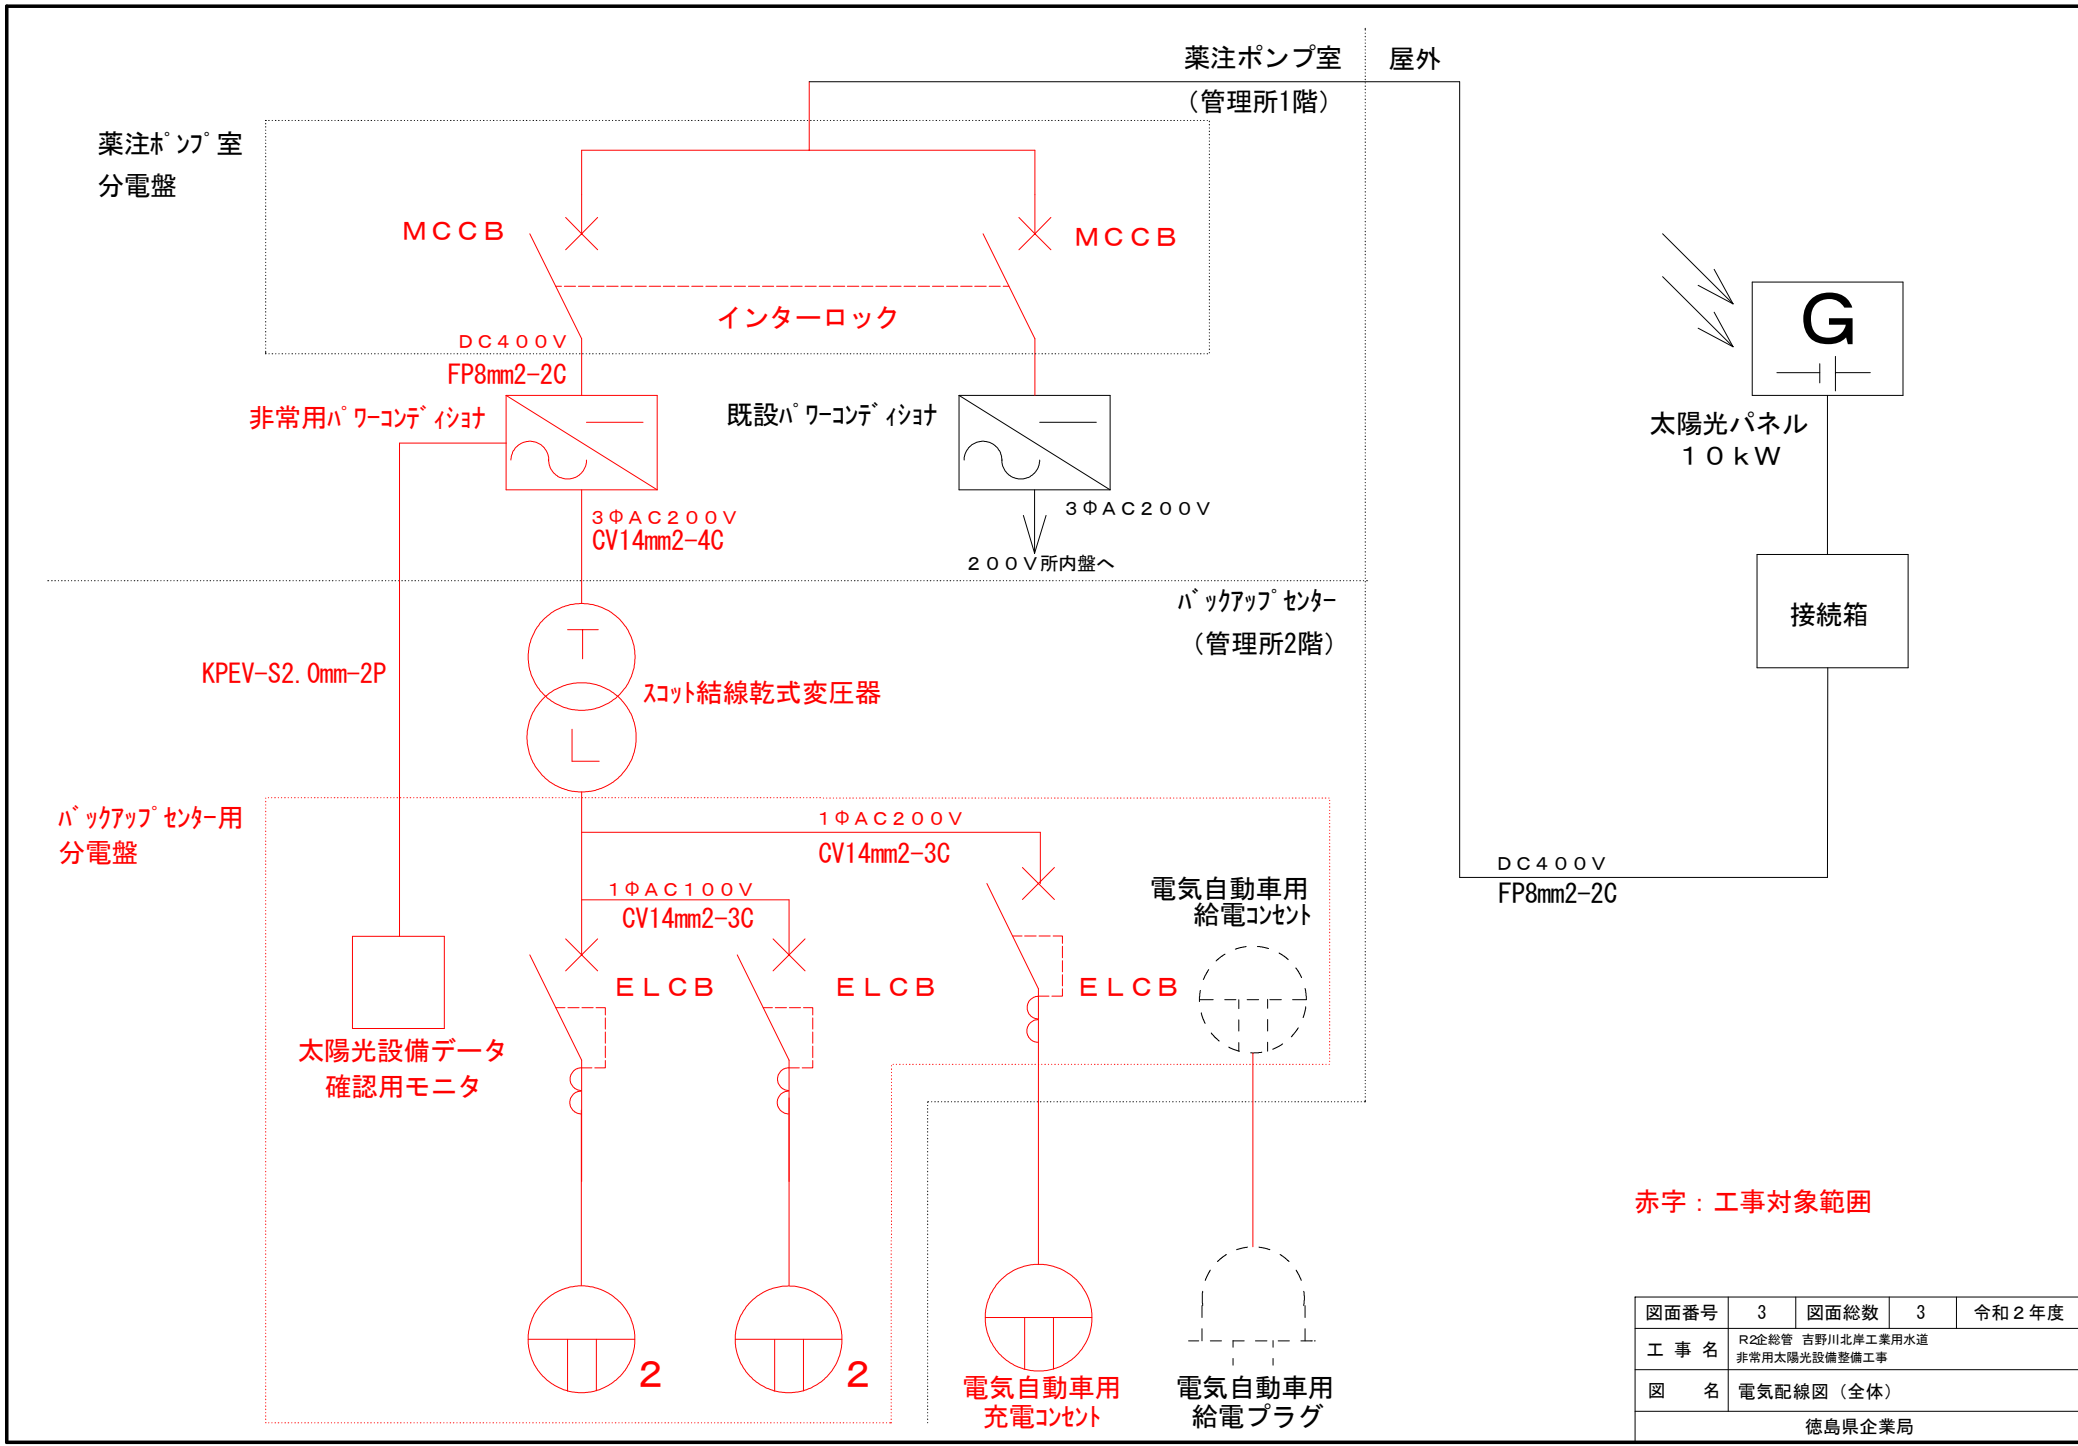 薬注ポンプ室
屋外
(管理所1階)
薬注ポンプ室
分電盤
MCCB
MCCB
インターロック
DC400V
FP8mm2-2C
非常用パワーコンディショナ
既設パワーコンディショナ
G
太陽光パネル
10kW
3ΦAC200V
CV14mm2-4C
3ΦAC200V
200V所内盤へ
バックアップセンター
(管理所2階)
接続箱
T
L
KPEV-S2.0mm-2P
スコット結線乾式変圧器
バックアップセンター用
分電盤
1ΦAC200V
CV14mm2-3C
1ΦAC100V
CV14mm2-3C
DC400V
FP8mm2-2C
電気自動車用
給電コンセント
ELCB
ELCB
ELCB
太陽光設備データ
確認用モニタ
赤字:工事対象範囲
2
2
電気自動車用
充電コンセント
電気自動車用
給電プラグ
図面番号 3 図面総数 3 令和2年度
工事名 R2企総管 吉野川北岸工業用水道
非常用太陽光設備整備工事
図名 電気配線図(全体)
徳島県企業局